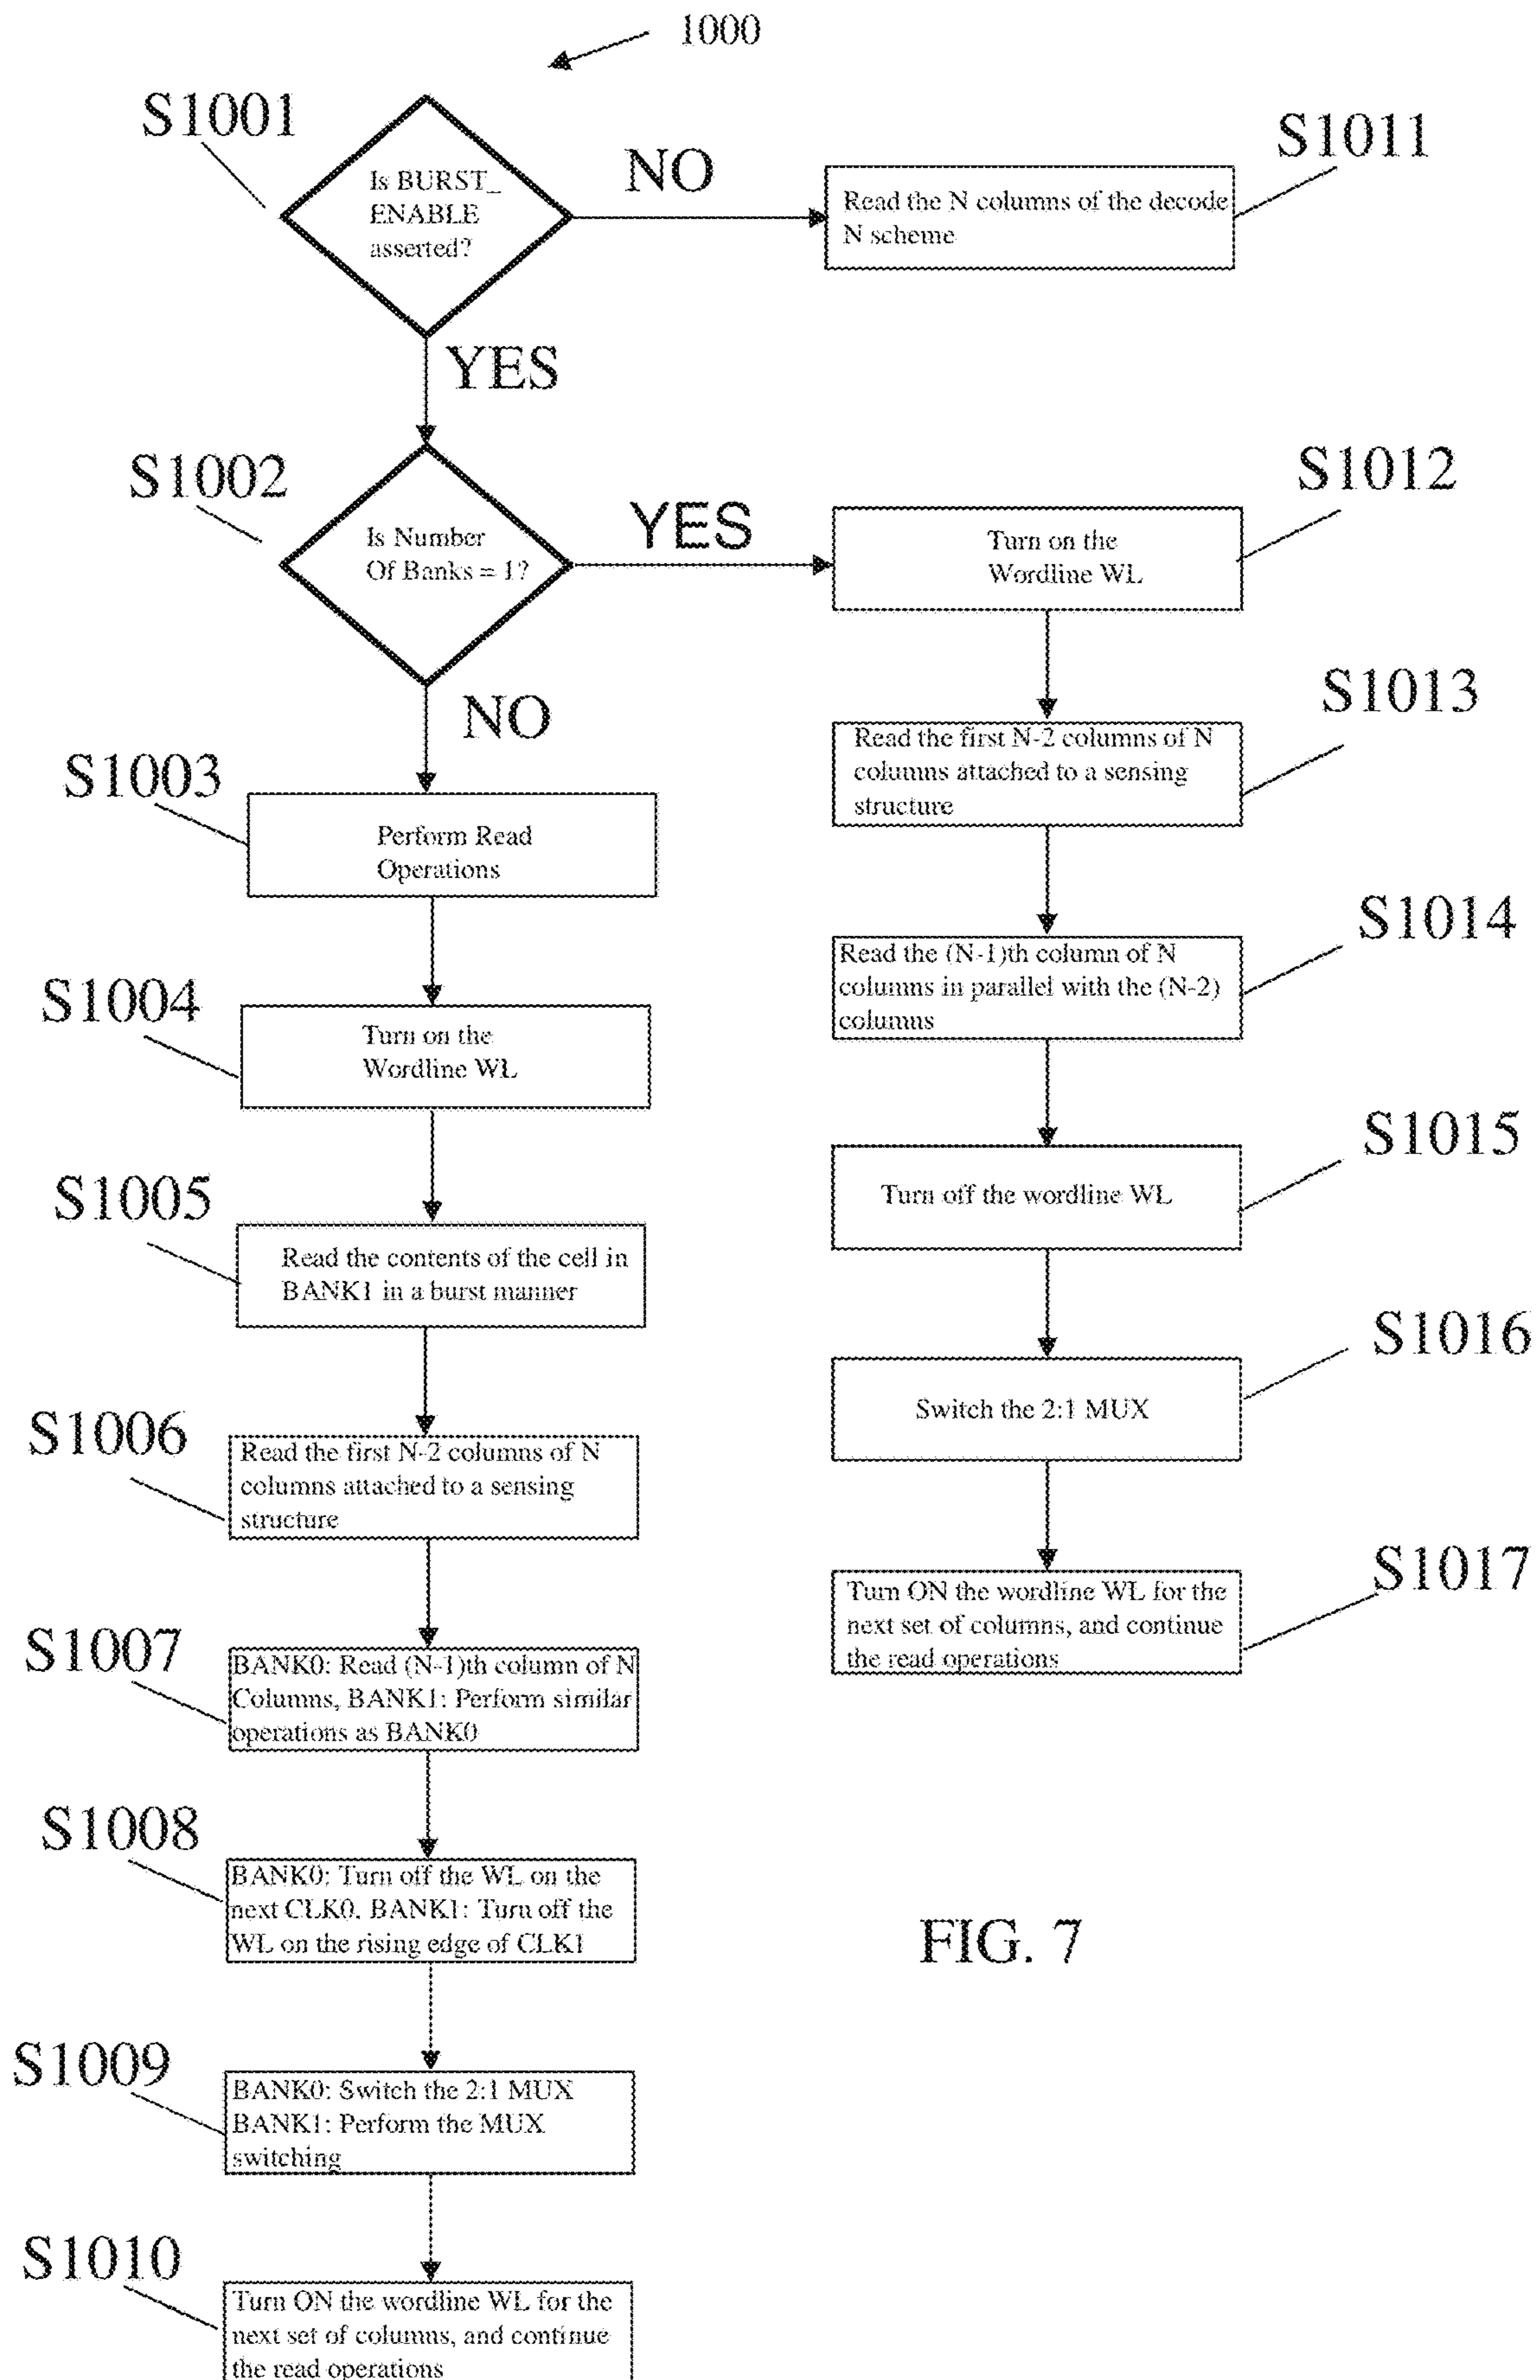 1000
S1001
Is BURST_
ENABLE
asserted?
NO
Read the N columns of the decode
N scheme
S1011
YES
S1002
Is Number
Of Banks = 1?
YES
Turn on the
Wordline WL
S1012
NO
S1003
Perform Read
Operations
Read the first N-2 columns of N
columns attached to a sensing
structure
S1013
S1004
Turn on the
Wordline WL
Read the (N-1)th column of N
columns in parallel with the (N-2)
columns
S1014
S1005
Read the contents of the cell in
BANK1 in a burst manner
Turn off the wordline WL
S1015
S1006
Read the first N-2 columns of N
columns attached to a sensing
structure
Switch the 2:1 MUX
S1016
S1007
BANK0: Read (N-1)th column of N
Columns, BANK1: Perform similar
operations as BANK0
Turn ON the wordline WL for the
next set of columns, and continue
the read operations
S1017
S1008
BANK0: Turn off the WL on the
next CLK0, BANK1: Turn off the
WL on the rising edge of CLK1
FIG. 7
S1009
BANK0: Switch the 2:1 MUX
BANK1: Perform the MUX
switching
S1010
Turn ON the wordline WL for the
next set of columns, and continue
the read operations